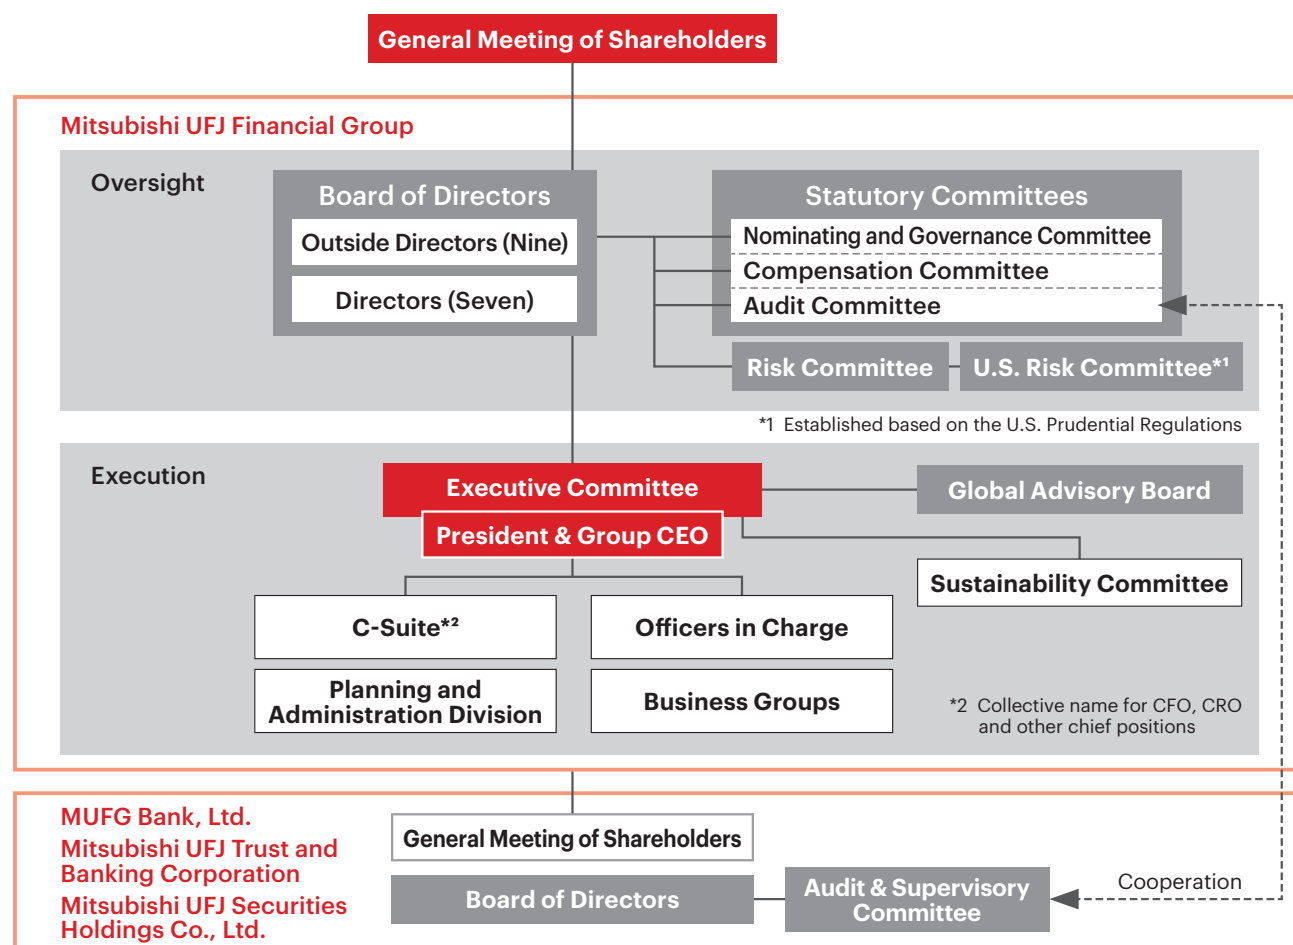 General Meeting of Shareholders
Mitsubishi UFJ Financial Group
Oversight
Board of Directors
Outside Directors (Nine)
Directors (Seven)
Statutory Committees
Nominating and Governance Committee
Compensation Committee
Audit Committee
Risk Committee
U.S. Risk Committee*¹
*1 Established based on the U.S. Prudential Regulations
Execution
Executive Committee
President & Group CEO
Global Advisory Board
Sustainability Committee
C-Suite*²
Officers in Charge
Planning and
Administration Division
Business Groups
*2 Collective name for CFO, CRO
and other chief positions
MUFG Bank, Ltd.
Mitsubishi UFJ Trust and
Banking Corporation
Mitsubishi UFJ Securities
Holdings Co., Ltd.
General Meeting of Shareholders
Board of Directors
Audit & Supervisory
Committee
Cooperation